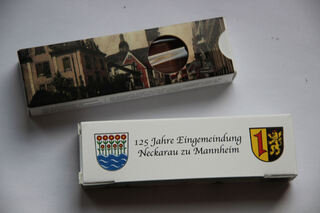 125 Jahre Eingemeindung
Neckarau zu Mannheim